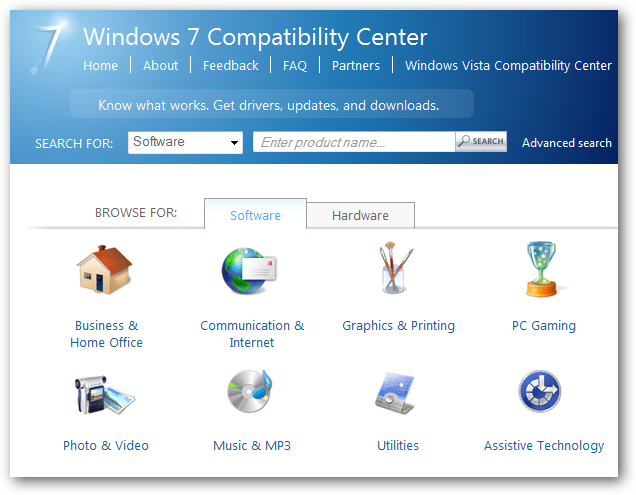 7
Windows 7 Compatibility Center
Home | About | Feedback | FAQ | Partners | Windows Vista Compatibility Center
Know what works. Get drivers, updates, and downloads.
SEARCH FOR: Software Enter product name... SEARCH Advanced search
BROWSE FOR: Software Hardware
Business &
Home Office
Communication &
Internet
Graphics & Printing
PC Gaming
Photo & Video
Music & MP3
Utilities
Assistive Technology